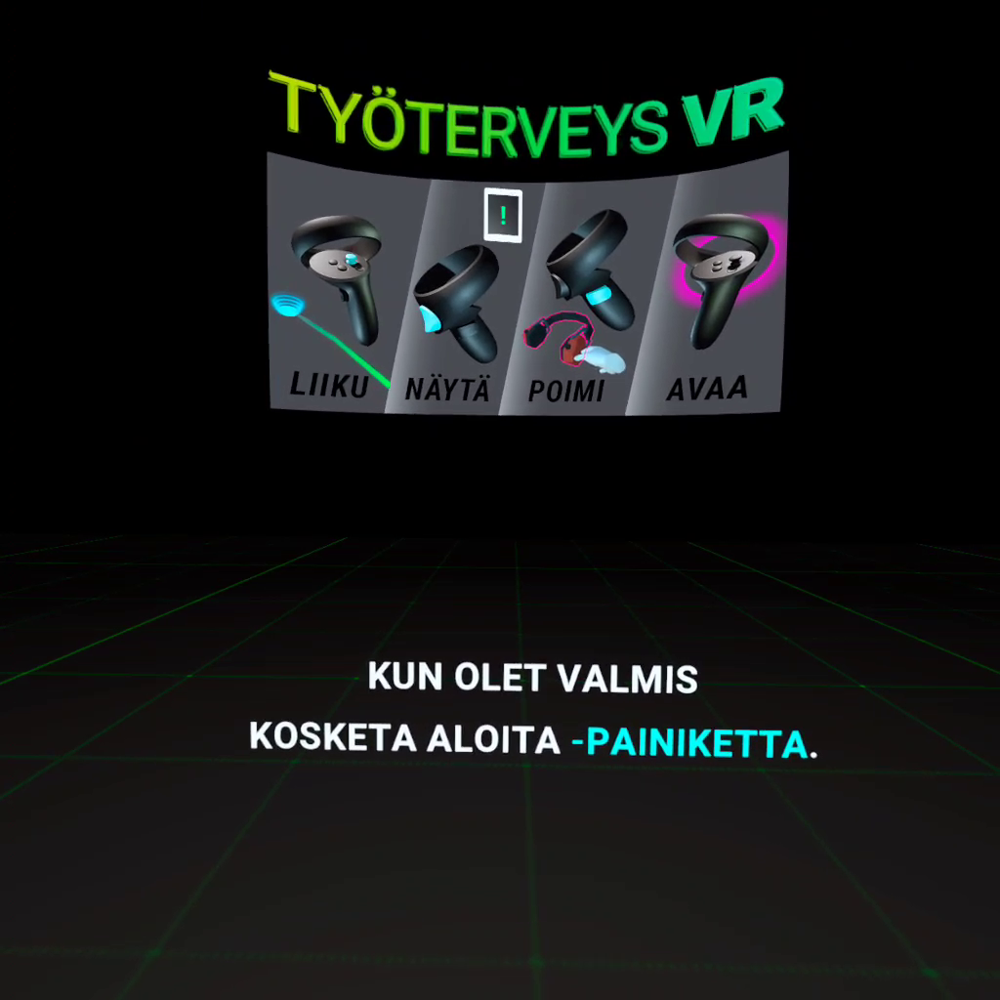 TYÖTERVEYS VR
!
LIIKU NÄYTÄ POIMI AVAA
KUN OLET VALMIS
KOSKETA ALOITA -PAINIKETTA.